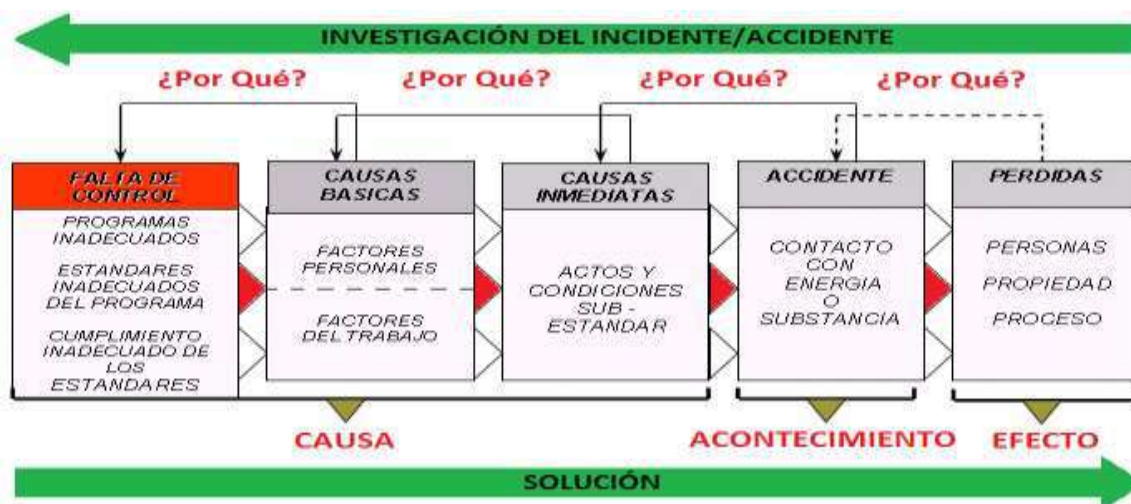 INVESTIGACIÓN DEL INCIDENTE/ACCIDENTE
¿Por Qué?
¿Por Qué?
¿Por Qué?
¿Por Qué?
FALTA DE
CONTROL
PROGRAMAS
INADECUADOS
ESTANDARES
INADECUADOS
DEL PROGRAMA
CUMPLIMIENTO
INADECUADO DE
LOS
ESTANDARES
CAUSAS
BASICAS
FACTORES
PERSONALES
FACTORES
DEL TRABAJO
CAUSAS
INMEDIATAS
ACTOS Y
CONDICIONES
SUB -
ESTANDAR
ACCIDENTE
CONTACTO
CON
ENERGIA
O
SUBSTANCIA
PERDIDAS
PERSONAS
PROPIEDAD
PROCESO
CAUSA
ACONTECIMIENTO
EFECTO
SOLUCIÓN